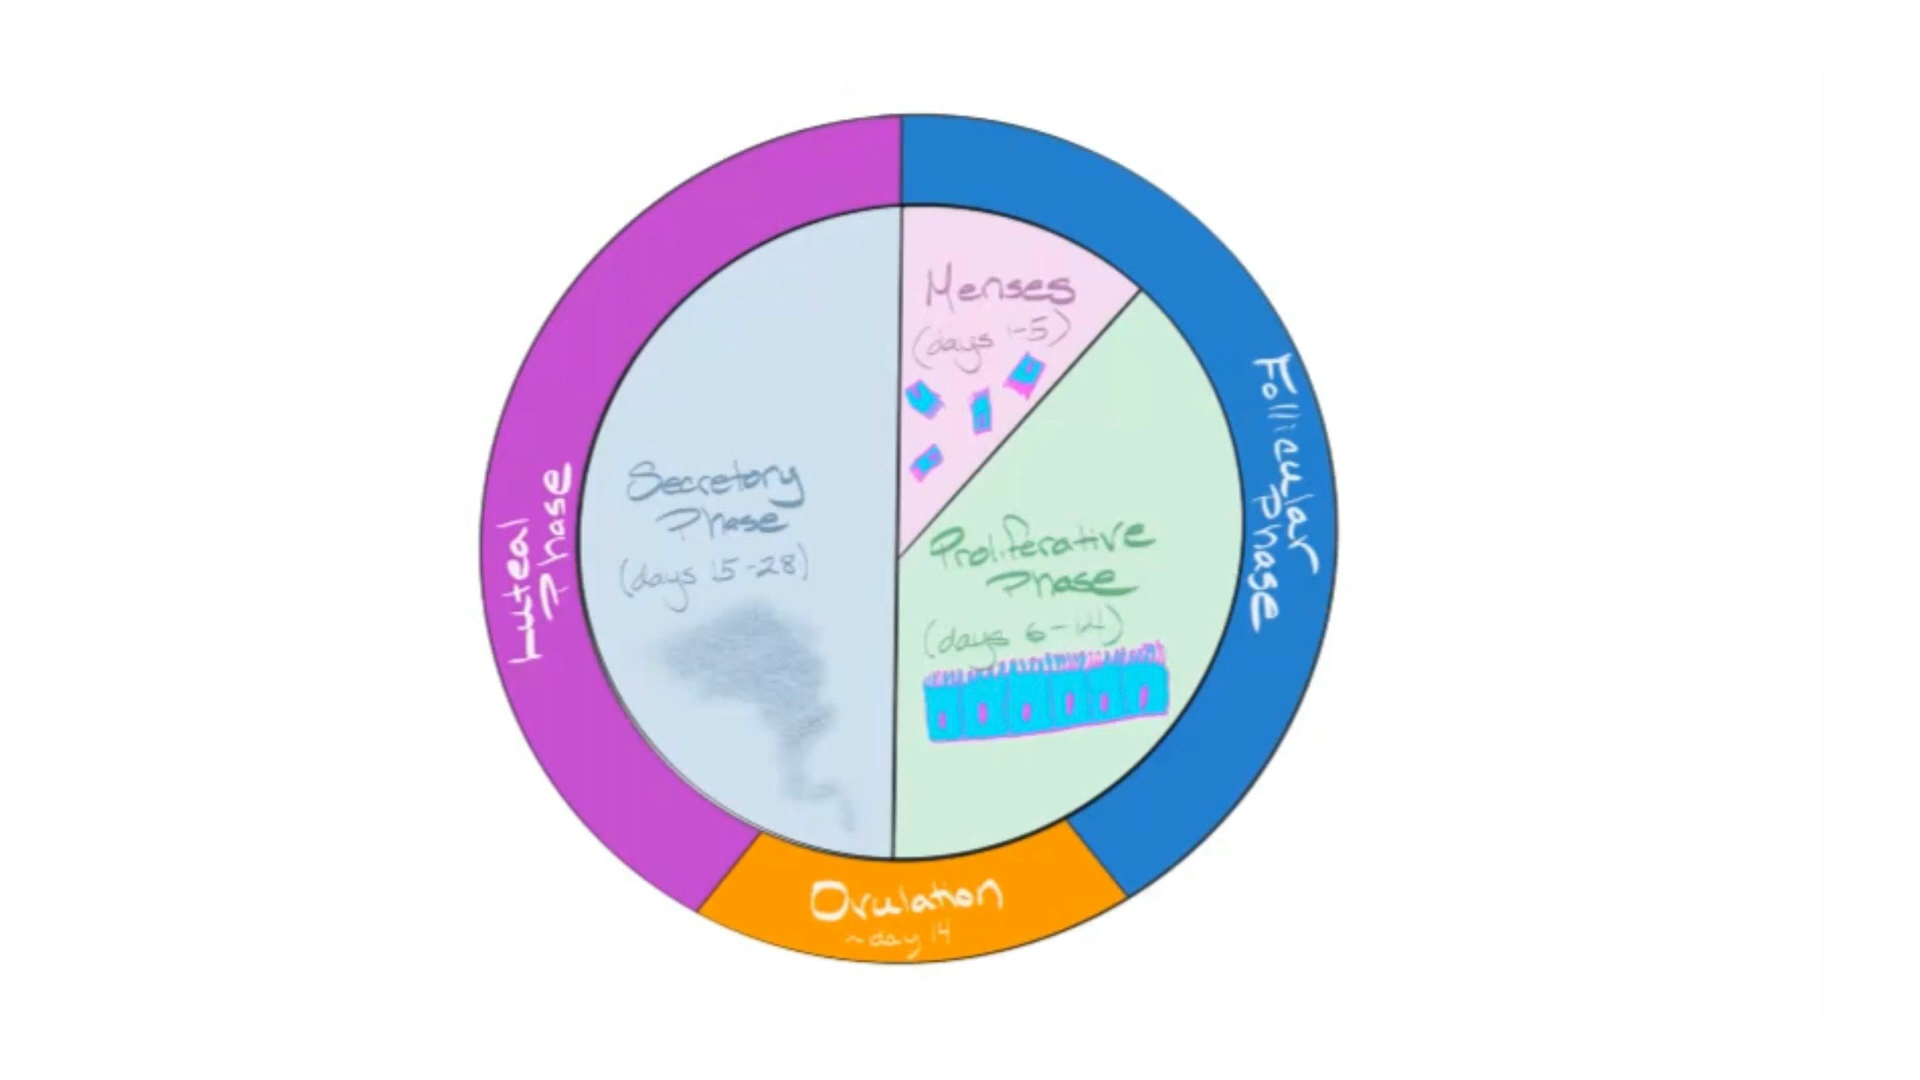 Menses
(days 1-5)
Follicular
Phase
Proliferative
Phase
(days 6-14)
Ovulation
~day 14
Luteal
Phase
Secretory
Phase
(days 15-28)